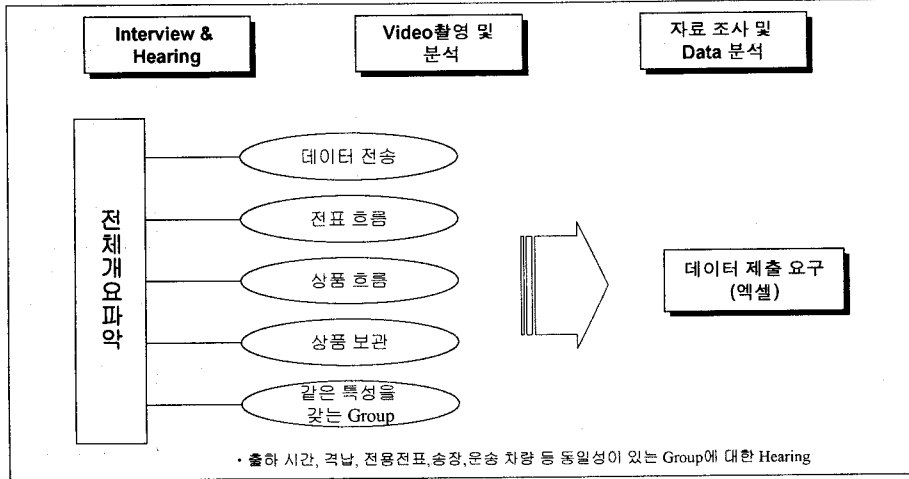 Interview &
Hearing
Video촬영 및
분석
자료 조사 및
Data 분석
전체개요파악
데이터 전송
전표 흐름
상품 흐름
상품 보관
같은 특성을
갖는 Group
데이터 제출 요구
(엑셀)
• 출하 시간, 격납, 전용전표,송장,운송 차량 등 동일성이 있는 Group에 대한 Hearing